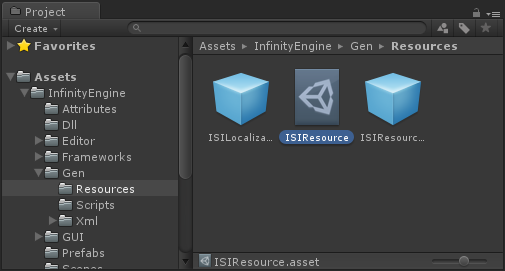 Project
Create
Favorites
Assets
InfinityEngine
Attributes
Dll
Editor
Frameworks
Gen
Resources
Scripts
Xml
GUI
Prefabs
Scenes
Assets InfinityEngine Gen Resources
ISILocaliza... ISIResource ISIResourc...
ISIResource.asset